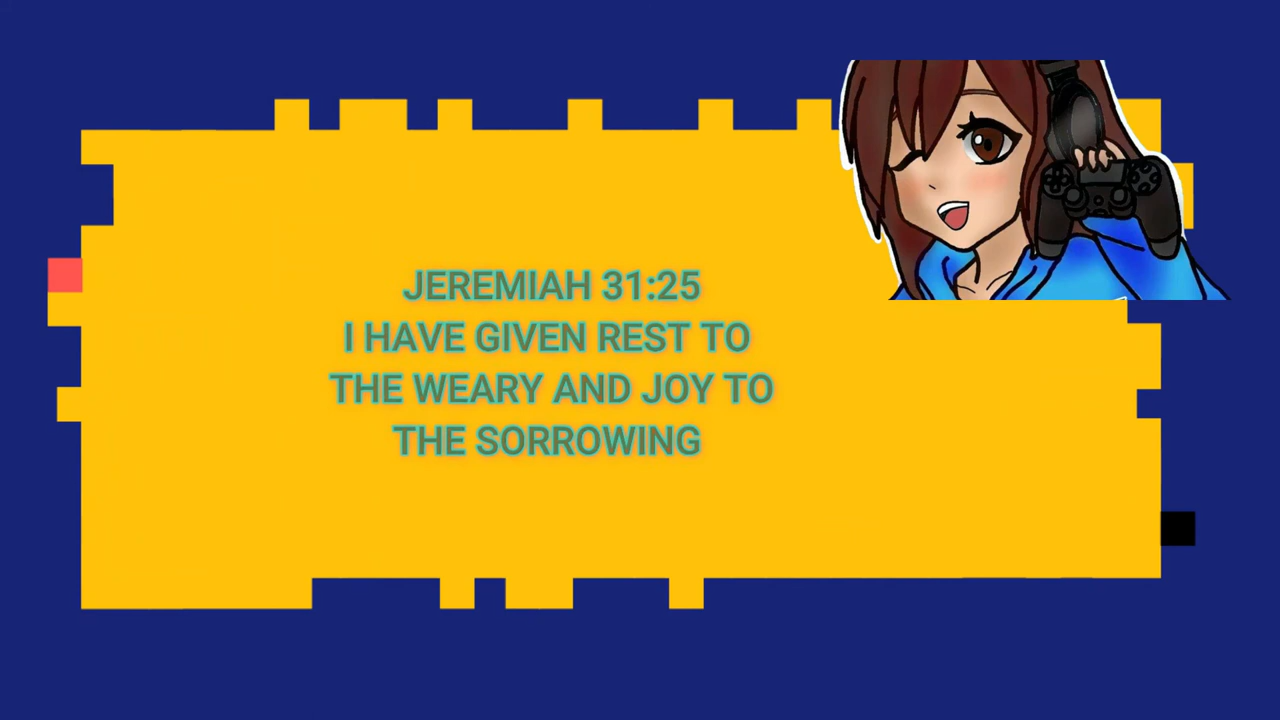 JEREMIAH 31:25
I HAVE GIVEN REST TO
THE WEARY AND JOY TO
THE SORROWING